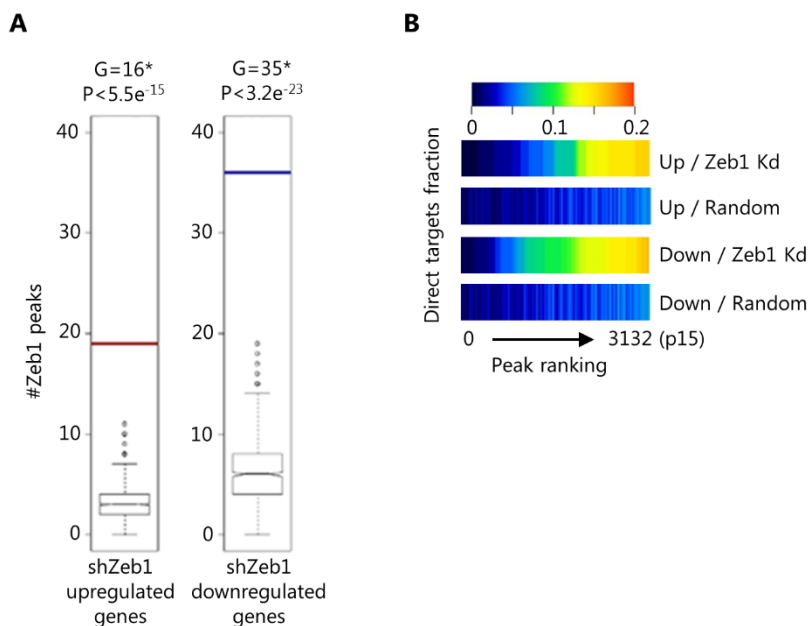 A
G=16*
P<5.5e-15
G=35*
P<3.2e-23
#Zeb1 peaks
40
30
20
10
0
40
30
20
10
0
shZeb1
upregulated
genes
shZeb1
downregulated
genes
B
0 0.1 0.2
Direct targets fraction
Up / Zeb1 Kd
Up / Random
Down / Zeb1 Kd
Down / Random
0 3132 (p15)
Peak ranking